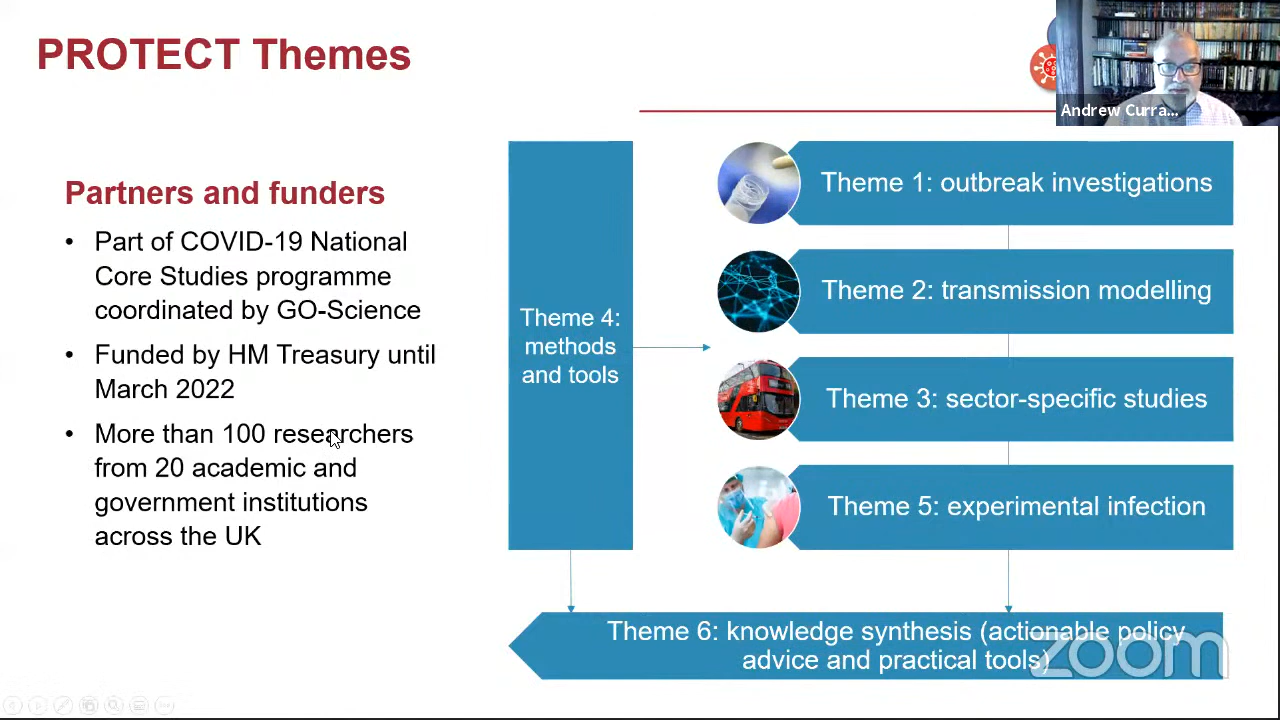 PROTECT Themes
Andrew Curra...
Partners and funders
• Part of COVID-19 National
Core Studies programme
coordinated by GO-Science
• Funded by HM Treasury until
March 2022
• More than 100 researchers
from 20 academic and
government institutions
across the UK
Theme 4:
methods
and tools
Theme 1: outbreak investigations
Theme 2: transmission modelling
Theme 3: sector-specific studies
Theme 5: experimental infection
Theme 6: knowledge synthesis (actionable policy
advice and practical tools)
zoom